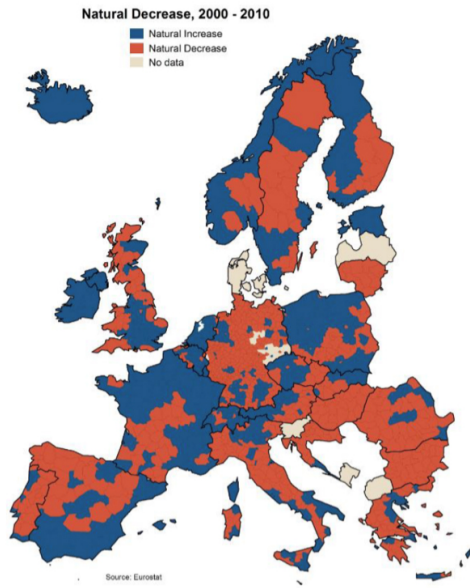 Natural Decrease, 2000 - 2010
Natural Increase
Natural Decrease
No data
Source: Eurostat